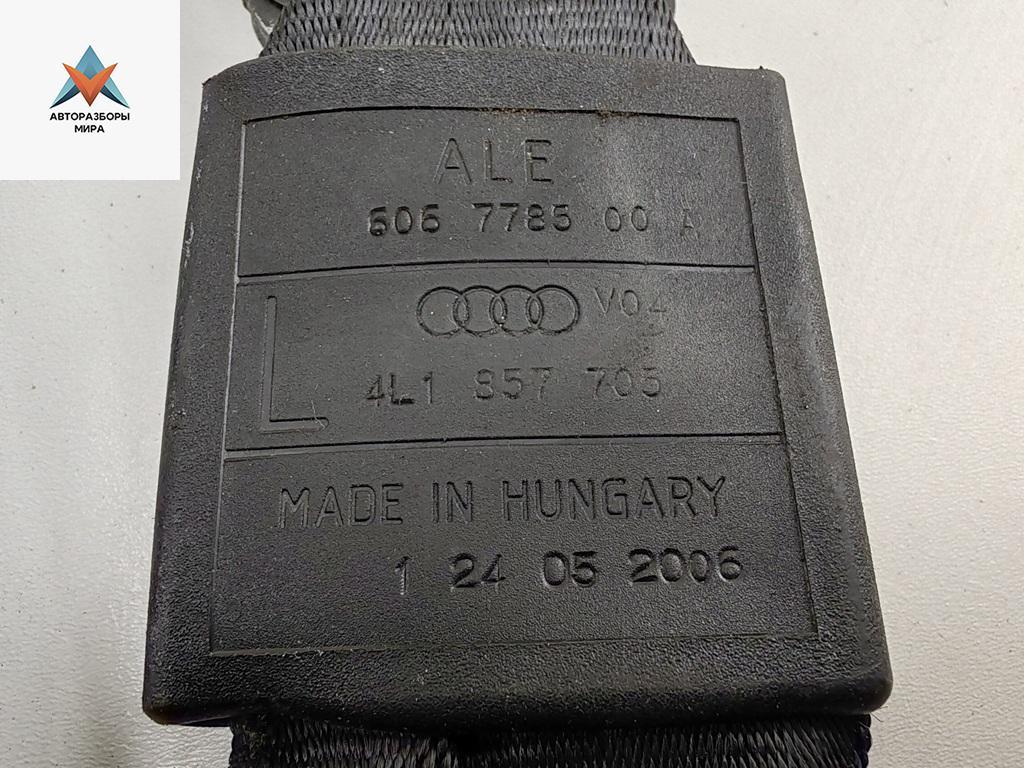 АВТОРАЗБОРЫ
МИРА
ALE
606 7785 00 A
V04
L
4L1 857 705
MADE IN HUNGARY
1 24 05 2006